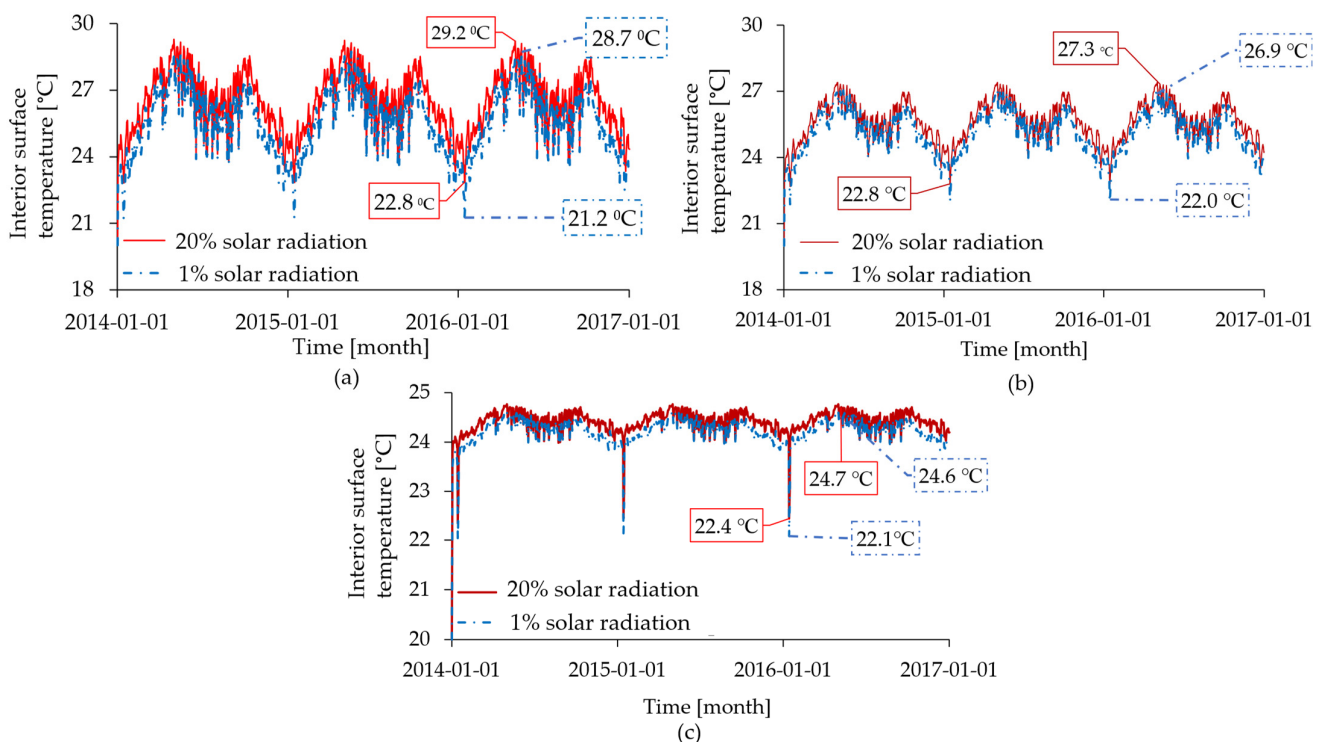 30
27
24
21
18
Interior surface
temperature [°C]
29.2 ⁰C
28.7 ⁰C
22.8 ⁰C
21.2 ⁰C
20% solar radiation
1% solar radiation
2014-01-01
2015-01-01
2016-01-01
2017-01-01
Time [month]
(a)
30
27
24
21
18
Interior surface
temperature [°C]
27.3 °C
26.9 °C
22.8 °C
22.0 °C
20% solar radiation
1% solar radiation
2014-01-01
2015-01-01
2016-01-01
2017-01-01
Time [month]
(b)
25
24
23
22
21
20
Interior surface
temperature [°C]
24.7 °C
24.6 °C
22.4 °C
22.1°C
20% solar radiation
1% solar radiation
2014-01-01
2015-01-01
2016-01-01
2017-01-01
Time [month]
(c)